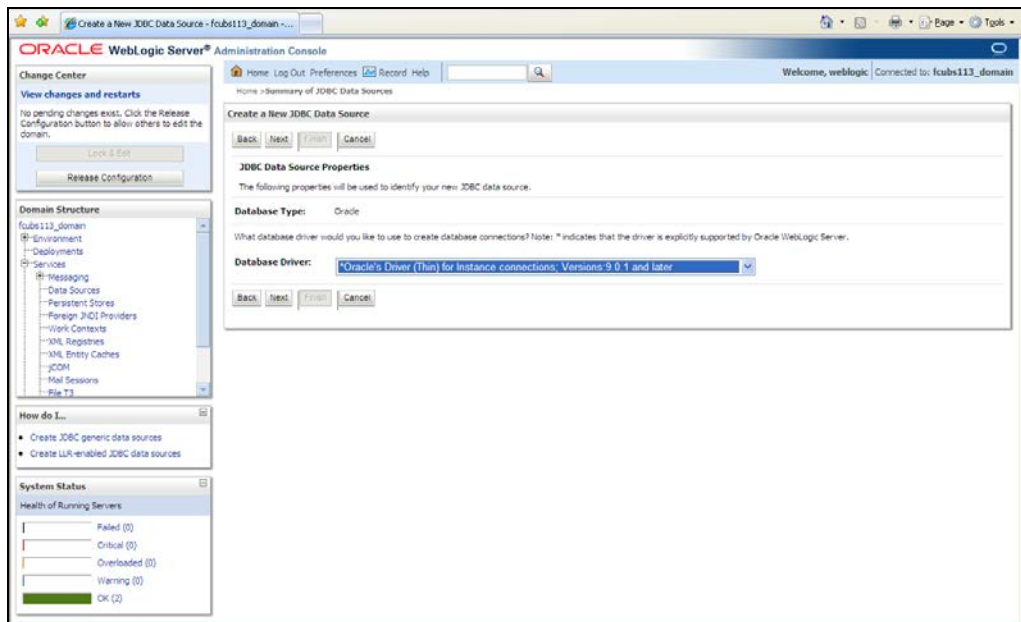 Create a New JDBC Data Source - fcubs113_domain -...
Page
Tools
ORACLE WebLogic Server® Administration Console
Change Center
View changes and restarts
No pending changes exist. Click the Release
Configuration button to allow others to edit the
domain.
Lock & Edit
Release Configuration
Domain Structure
fcubs113_domain
Environment
Deployments
Services
Messaging
Data Sources
Persistent Stores
Foreign JNDI Providers
Work Contexts
XML Registries
XML Entity Caches
jCOM
Mail Sessions
File T3
How do I...
Create JDBC generic data sources
Create LLR-enabled JDBC data sources
System Status
Health of Running Servers
Failed (0)
Critical (0)
Overloaded (0)
Warning (0)
OK (2)
Home Log Out Preferences Record Help
Welcome, weblogic Connected to: fcubs113_domain
Home >Summary of JDBC Data Sources
Create a New JDBC Data Source
Back Next Finish Cancel
JDBC Data Source Properties
The following properties will be used to identify your new JDBC data source.
Database Type: Oracle
What database driver would you like to use to create database connections? Note: * indicates that the driver is explicitly supported by Oracle WebLogic Server.
Database Driver: *Oracle's Driver (Thin) for Instance connections; Versions:9.0.1 and later
Back Next Finish Cancel